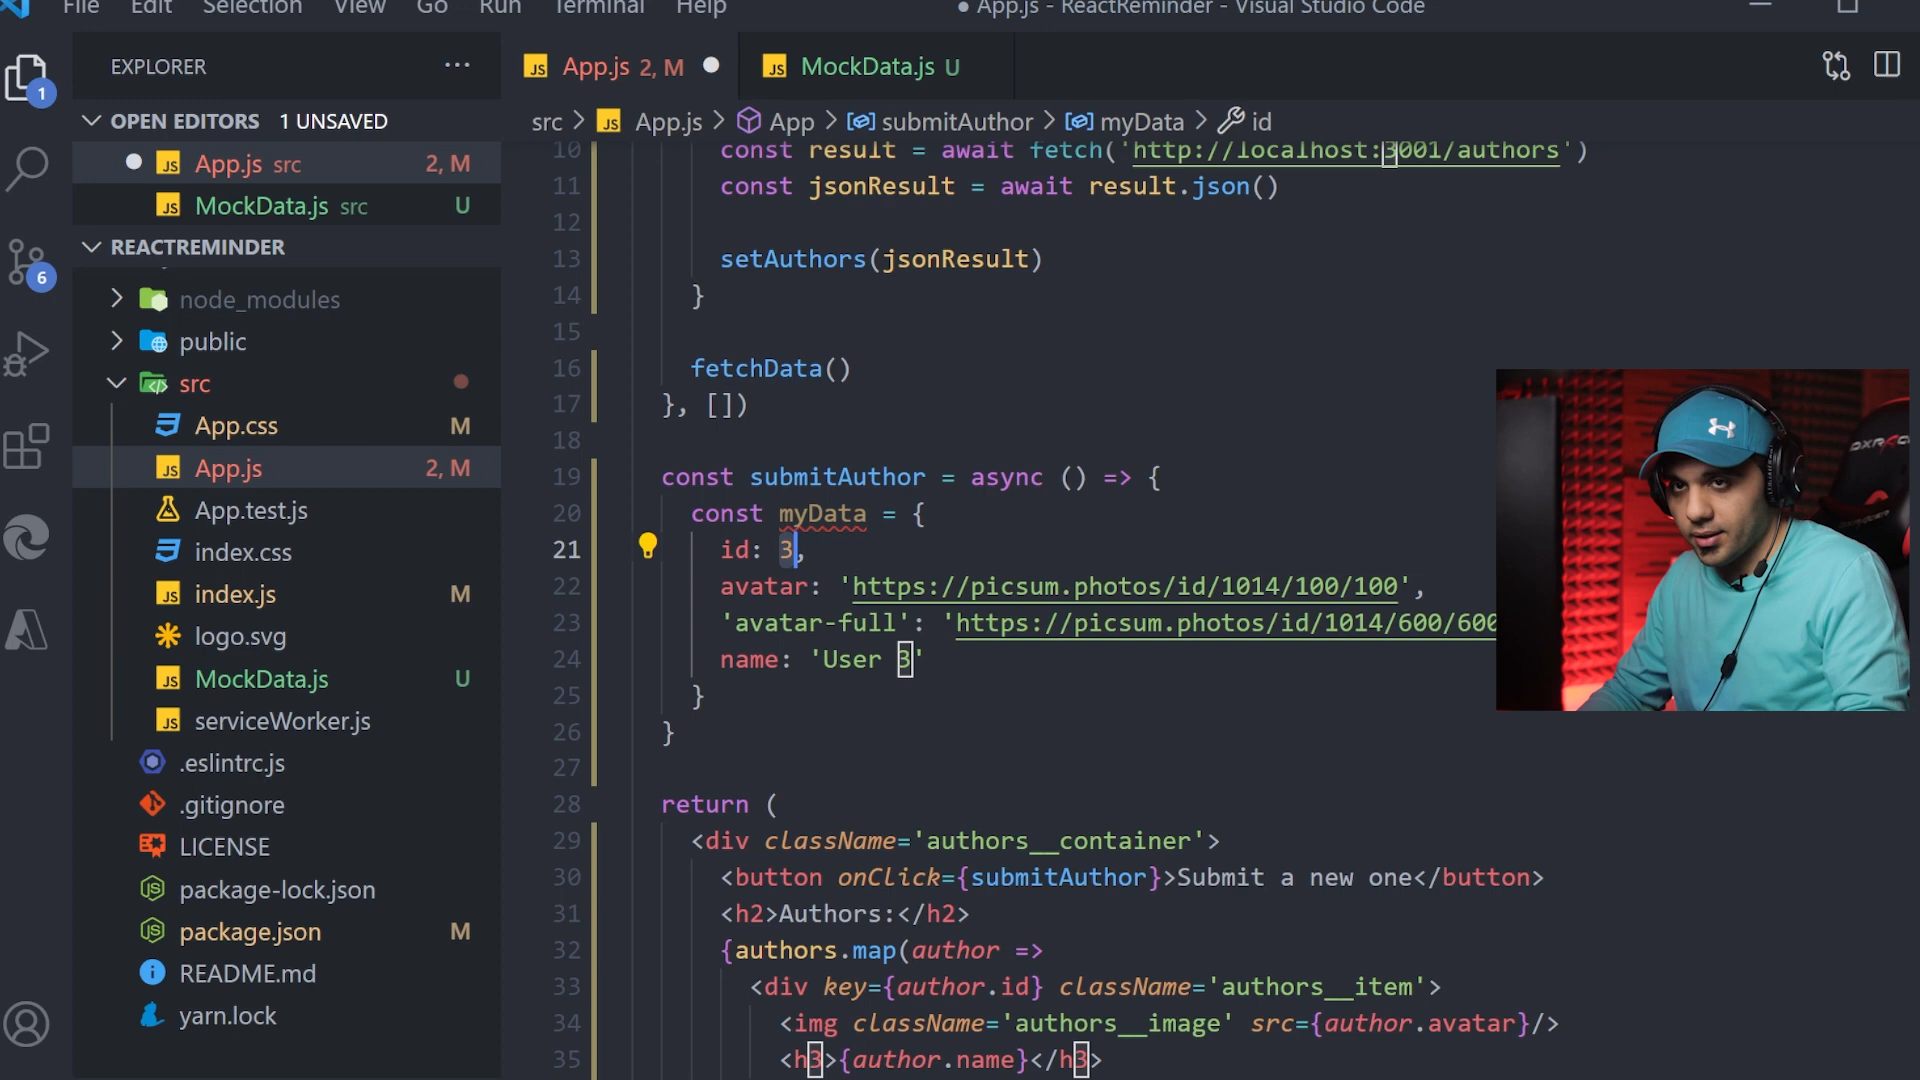 File Edit Selection View Go Run Terminal Help
● App.js - ReactReminder - Visual Studio Code
EXPLORER ···
OPEN EDITORS 1 UNSAVED
App.js src 2, M
MockData.js src U
REACTREMINDER
node_modules
public
src
App.css M
App.js 2, M
App.test.js
index.css
index.js M
logo.svg
MockData.js U
serviceWorker.js
.eslintrc.js
.gitignore
LICENSE
package-lock.json
package.json M
README.md
yarn.lock
1
6
App.js 2, M ●
MockData.js U
src > App.js > App > submitAuthor > myData > id
10 const result = await fetch('http://localhost:3001/authors')
11 const jsonResult = await result.json()
12
13 setAuthors(jsonResult)
14 }
15
16 fetchData()
17 }, [])
18
19 const submitAuthor = async () => {
20 const myData = {
21 id: 3,
22 avatar: 'https://picsum.photos/id/1014/100/100',
23 'avatar-full': 'https://picsum.photos/id/1014/600/600
24 name: 'User 3'
25 }
26 }
27
28 return (
29 <div className='authors__container'>
30 <button onClick={submitAuthor}>Submit a new one</button>
31 <h2>Authors:</h2>
32 {authors.map(author =>
33 <div key={author.id} className='authors__item'>
34 <img className='authors__image' src={author.avatar}/>
35 <h3>{author.name}</h3>